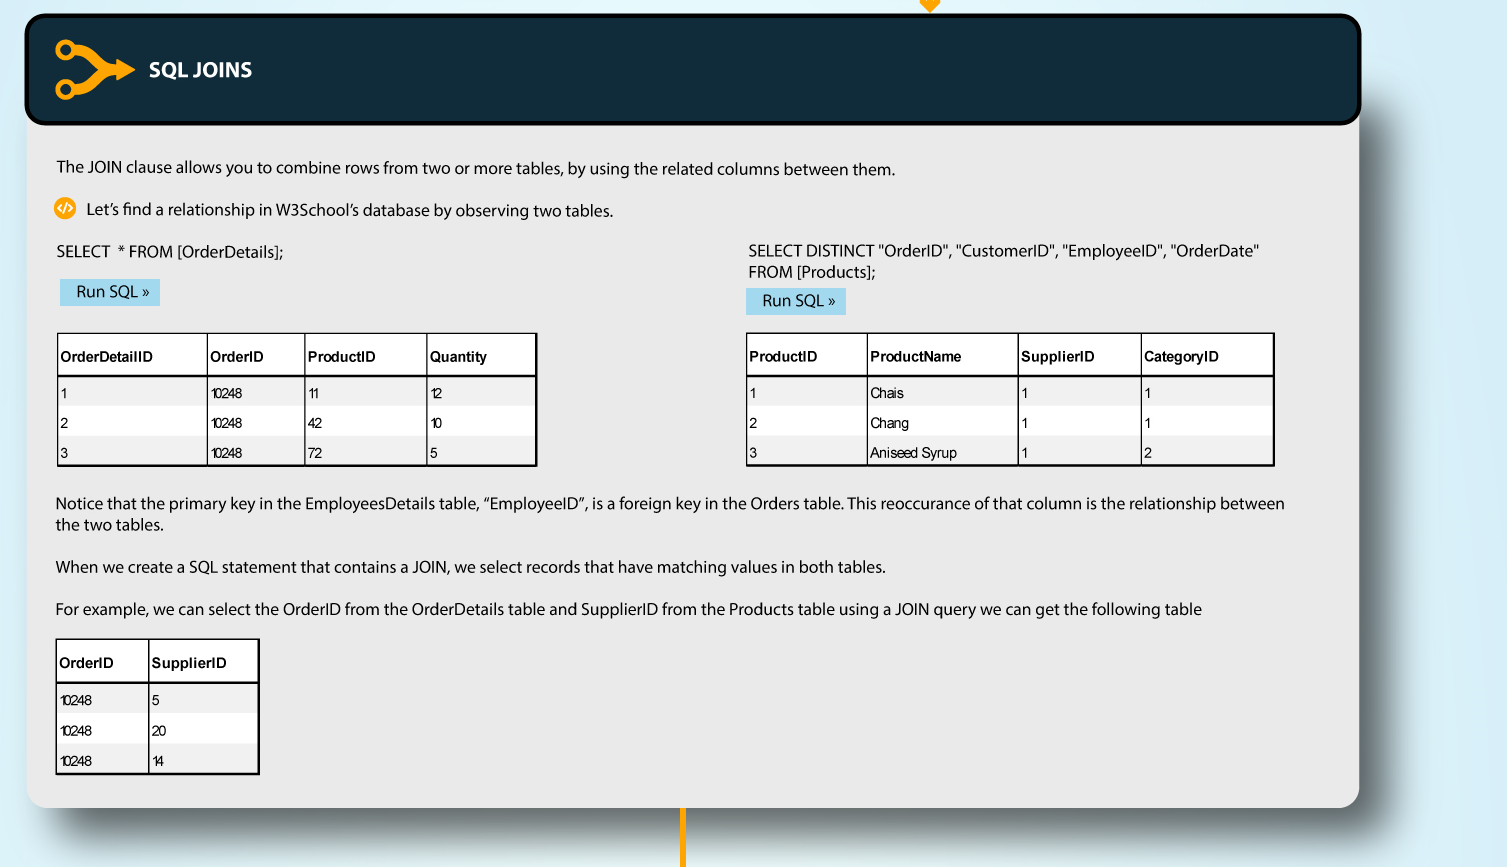 SQL JOINS
The JOIN clause allows you to combine rows from two or more tables, by using the related columns between them.
</> Let's find a relationship in W3School's database by observing two tables.
SELECT * FROM [OrderDetails];
Run SQL »
OrderDetailID OrderID ProductID Quantity
1 10248 11 12
2 10248 42 10
3 10248 72 5
SELECT DISTINCT "OrderID", "CustomerID", "EmployeeID", "OrderDate"
FROM [Products];
Run SQL »
ProductID ProductName SupplierID CategoryID
1 Chais 1 1
2 Chang 1 1
3 Aniseed Syrup 1 2
Notice that the primary key in the EmployeesDetails table, “EmployeeID”, is a foreign key in the Orders table. This reoccurance of that column is the relationship between
the two tables.
When we create a SQL statement that contains a JOIN, we select records that have matching values in both tables.
For example, we can select the OrderID from the OrderDetails table and SupplierID from the Products table using a JOIN query we can get the following table
OrderID SupplierID
10248 5
10248 20
10248 14